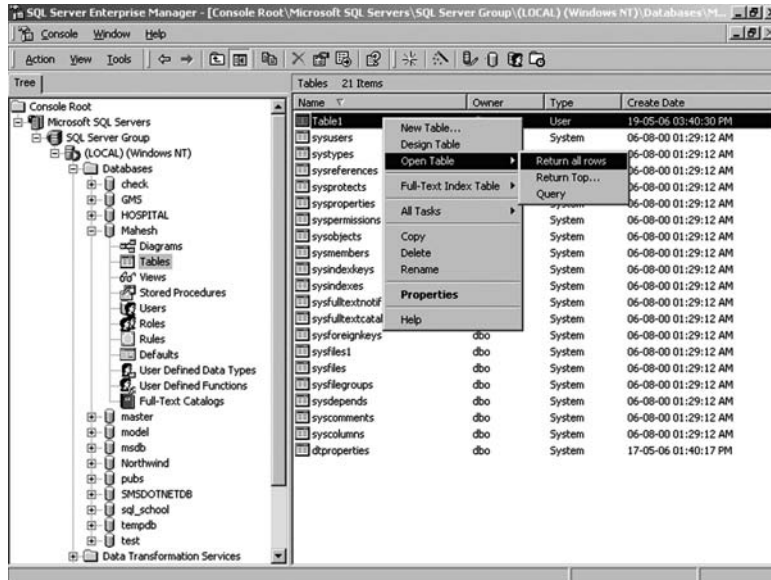 SQL Server Enterprise Manager - [Console Root\Microsoft SQL Servers\SQL Server Group\(LOCAL) (Windows NT)\Databases\M...
Console Window Help
Action View Tools
Tree
Console Root
Microsoft SQL Servers
SQL Server Group
(LOCAL) (Windows NT)
Databases
check
GMS
HOSPITAL
Mahesh
Diagrams
Tables
Views
Stored Procedures
Users
Roles
Rules
Defaults
User Defined Data Types
User Defined Functions
Full-Text Catalogs
master
model
msdb
Northwind
pubs
SMSDOTNETDB
sql_school
tempdb
test
Data Transformation Services
Tables 21 Items
Name Owner Type Create Date
Table1 User 19-05-06 03:40:30 PM
sysusers System 06-08-00 01:29:12 AM
systypes System 06-08-00 01:29:12 AM
sysreferences 06-08-00 01:29:12 AM
sysprotects 06-08-00 01:29:12 AM
sysproperties 06-08-00 01:29:12 AM
syspermissions System 06-08-00 01:29:12 AM
sysobjects System 06-08-00 01:29:12 AM
sysmembers System 06-08-00 01:29:12 AM
sysindexkeys System 06-08-00 01:29:12 AM
sysindexes System 06-08-00 01:29:12 AM
sysfulltextnotif System 06-08-00 01:29:12 AM
sysfulltextcatal System 06-08-00 01:29:12 AM
sysforeignkeys dbo System 06-08-00 01:29:12 AM
sysfiles1 dbo System 06-08-00 01:29:12 AM
sysfiles dbo System 06-08-00 01:29:12 AM
sysfilegroups dbo System 06-08-00 01:29:12 AM
sysdepends dbo System 06-08-00 01:29:12 AM
syscomments dbo System 06-08-00 01:29:12 AM
syscolumns dbo System 06-08-00 01:29:12 AM
dtproperties dbo System 17-05-06 01:40:17 PM
New Table...
Design Table
Open Table
Full-Text Index Table
All Tasks
Copy
Delete
Rename
Properties
Help
Return all rows
Return Top...
Query